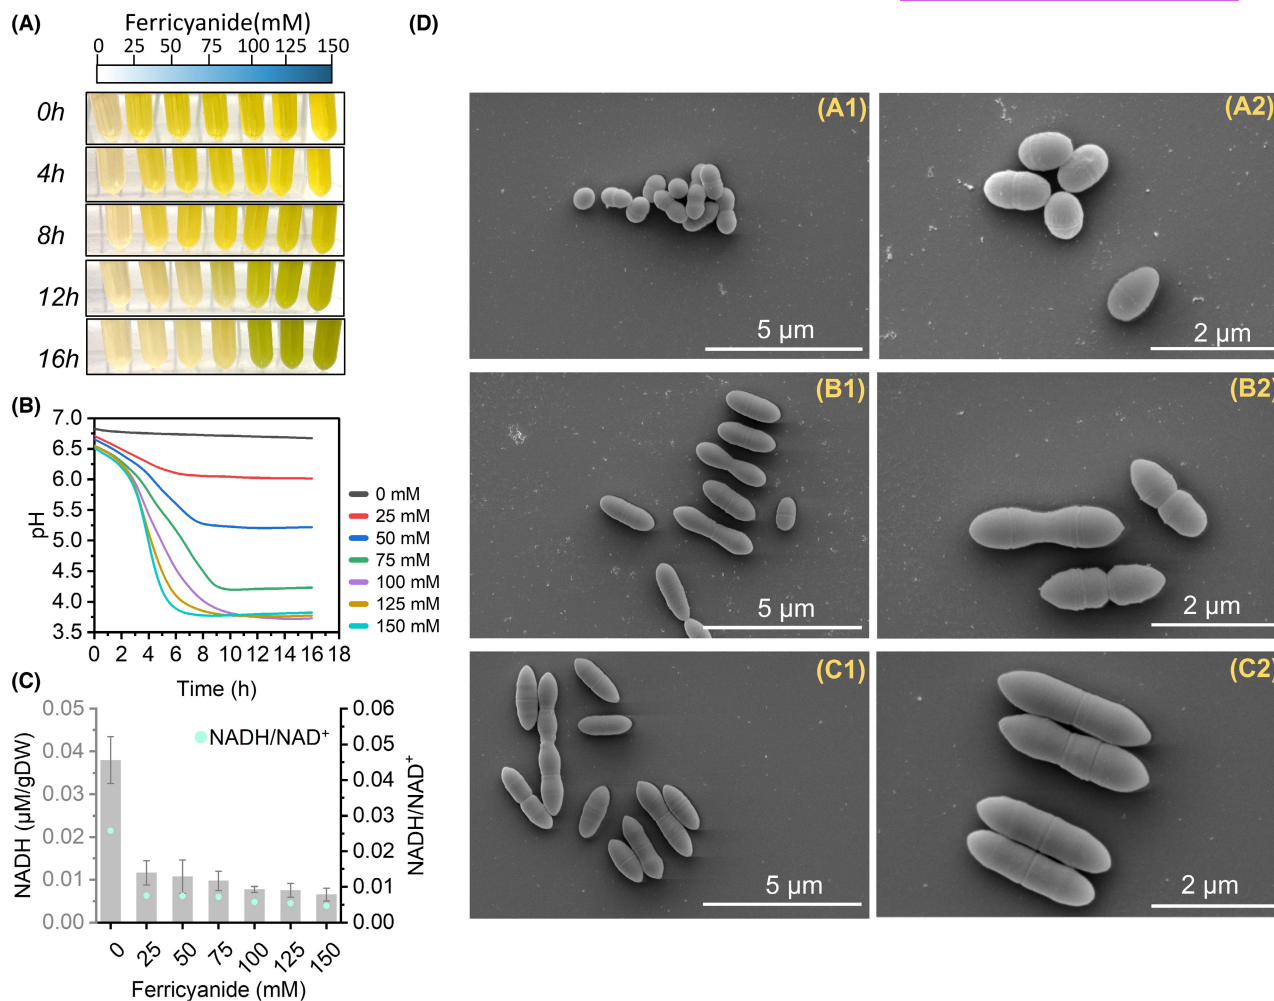 (A)
Ferricyanide(mM)
0 25 50 75 100 125 150
0h
4h
8h
12h
16h
(B)
7.0
6.5
6.0
5.5
5.0
4.5
4.0
3.5
pH
0 2 4 6 8 10 12 14 16 18
Time (h)
0 mM
25 mM
50 mM
75 mM
100 mM
125 mM
150 mM
(C)
0.05
0.04
0.03
0.02
0.01
0.00
NADH (µM/gDW)
NADH/NAD⁺
0.06
0.05
0.04
0.03
0.02
0.01
0.00
NADH/NAD⁺
0 25 50 75 100 125 150
Ferricyanide (mM)
(D)
(A1)
5 µm
(A2)
2 µm
(B1)
5 µm
(B2)
2 µm
(C1)
5 µm
(C2)
2 µm